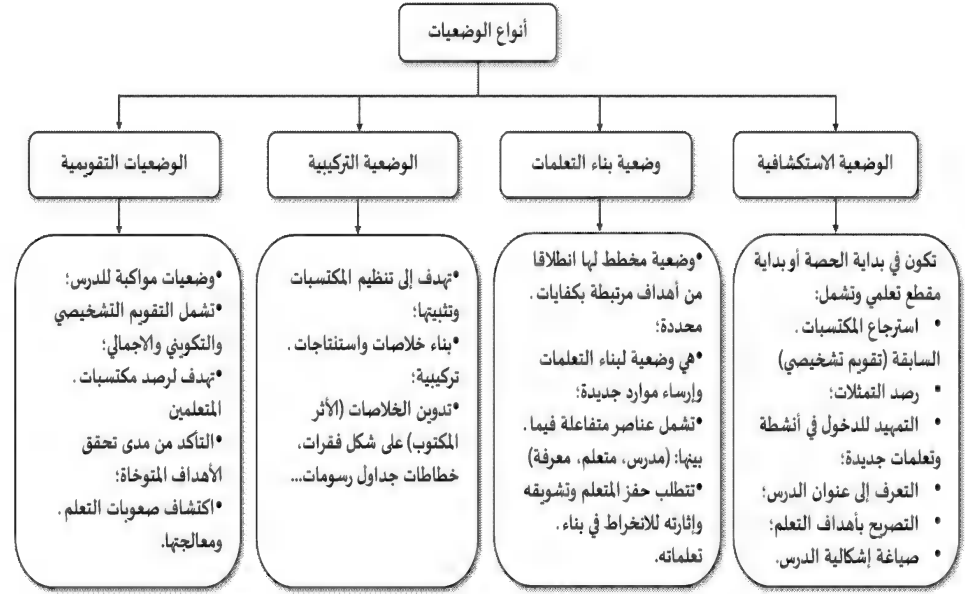 أنواع الوضعيات
الوضعية الاستكشافية
وضعية بناء التعلمات
الوضعية التركيبية
الوضعيات التقويمية
تكون في بداية الحصة أو بداية
مقطع تعلمي وتشمل:
• استرجاع المكتسبات .
السابقة (تقويم تشخيصي)
• رصد التمثلات؛
• التمهيد للدخول في أنشطة
وتعلمات جديدة؛
• التعرف إلى عنوان الدرس؛
• التصريح بأهداف التعلم؛
• صياغة إشكالية الدرس.
•وضعية مخطط لها انطلاقا
من أهداف مرتبطة بكفايات .
محددة؛
•هي وضعية لبناء التعلمات
وإرساء موارد جديدة؛
•تشمل عناصر متفاعلة فيما .
بينها: (مدرس، متعلم، معرفة)
•تتطلب حفز المتعلم وتشويقه
وإثارته للانخراط في بناء .
تعلماته.
•تهدف إلى تنظيم المكتسبات
وتثبيتها؛
•بناء خلاصات واستنتاجات .
تركيبية؛
•تدوين الخلاصات (الأثر
المكتوب) على شكل فقرات،
خطاطات جداول رسومات...
•وضعيات مواكبة للدرس؛
•تشمل التقويم التشخيصي
والتكويني والاجمالي؛
•تهدف لرصد مكتسبات .
المتعلمين
•التأكد من مدى تحقق
الأهداف المتوخاة؛
•اكتشاف صعوبات التعلم .
ومعالجتها.